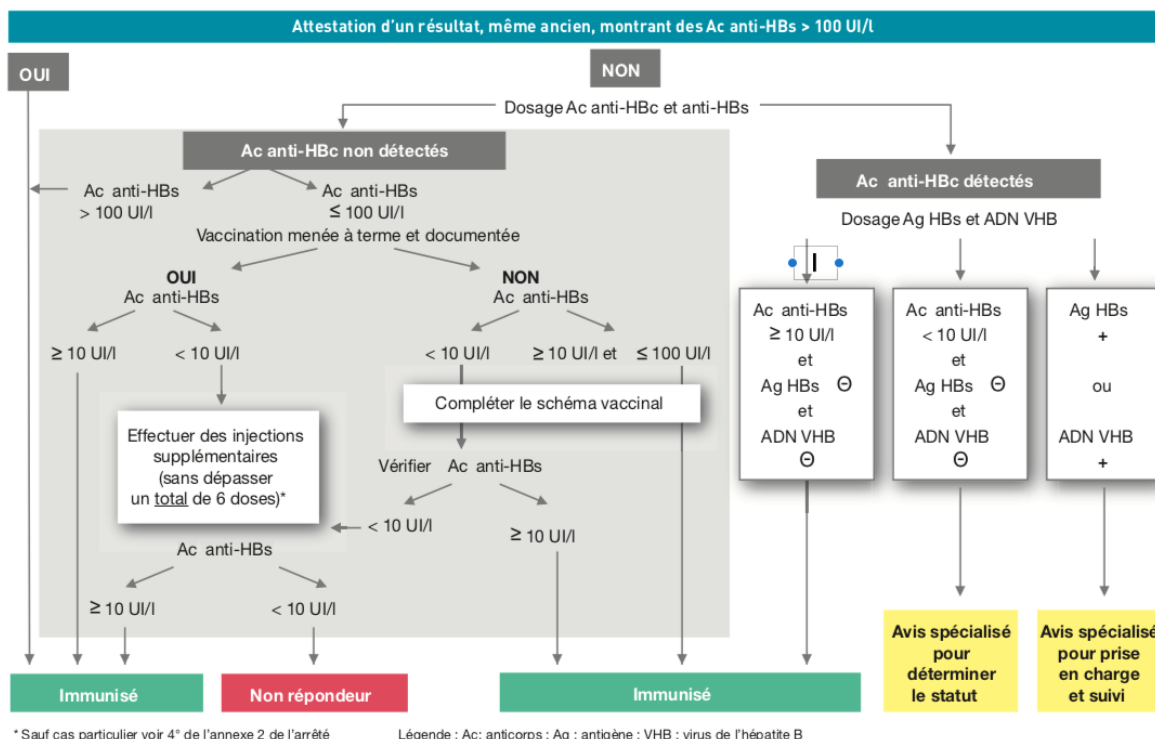 Attestation d'un résultat, même ancien, montrant des Ac anti-HBs > 100 UI/l
OUI
NON
Dosage Ac anti-HBc et anti-HBs
Ac anti-HBc non détectés
Ac anti-HBs
> 100 UI/l
Ac anti-HBs
≤ 100 UI/l
Vaccination menée à terme et documentée
OUI
Ac anti-HBs
NON
Ac anti-HBs
≥ 10 UI/l
< 10 UI/l
< 10 UI/l
≥ 10 UI/l et
≤ 100 UI/l
Effectuer des injections
supplémentaires
(sans dépasser
un total de 6 doses)*
Compléter le schéma vaccinal
Vérifier Ac anti-HBs
< 10 UI/l
≥ 10 UI/l
Ac anti-HBs
≥ 10 UI/l
< 10 UI/l
Ac anti-HBc détectés
Dosage Ag HBs et ADN VHB
I
Ac anti-HBs
≥ 10 UI/l
et
Ag HBs Θ
et
ADN VHB
Θ
Ac anti-HBs
< 10 UI/l
et
Ag HBs Θ
et
ADN VHB
Θ
Ag HBs
+
ou
ADN VHB
+
Immunisé
Non répondeur
Immunisé
Avis spécialisé
pour
déterminer
le statut
Avis spécialisé
pour prise
en charge
et suivi
* Sauf cas particulier voir 4° de l'annexe 2 de l'arrêté
Légende : Ac: anticorps ; Ag : antigène ; VHB : virus de l'hépatite B